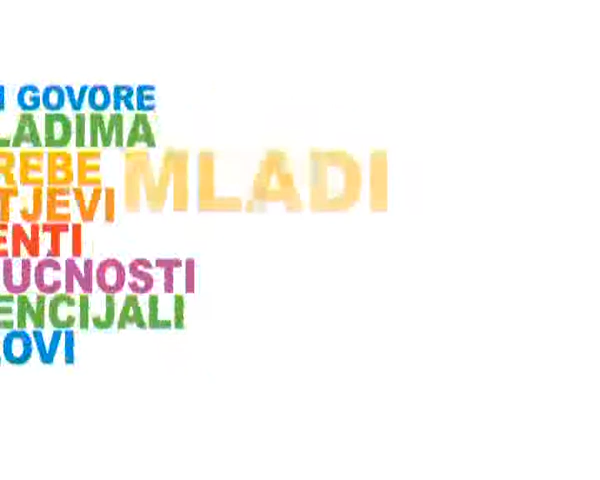 I GOVORE
LADIMA
REBE
MLADI
TJEVI
ENTI
UĆNOSTI
ENCIJALI
OVI